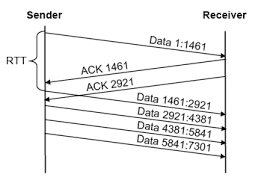 Sender Receiver
Data 1:1461
RTT
ACK 1461
ACK 2921
Data 1461:2921
Data 2921:4381
Data 4381:5841
Data 5841:7301